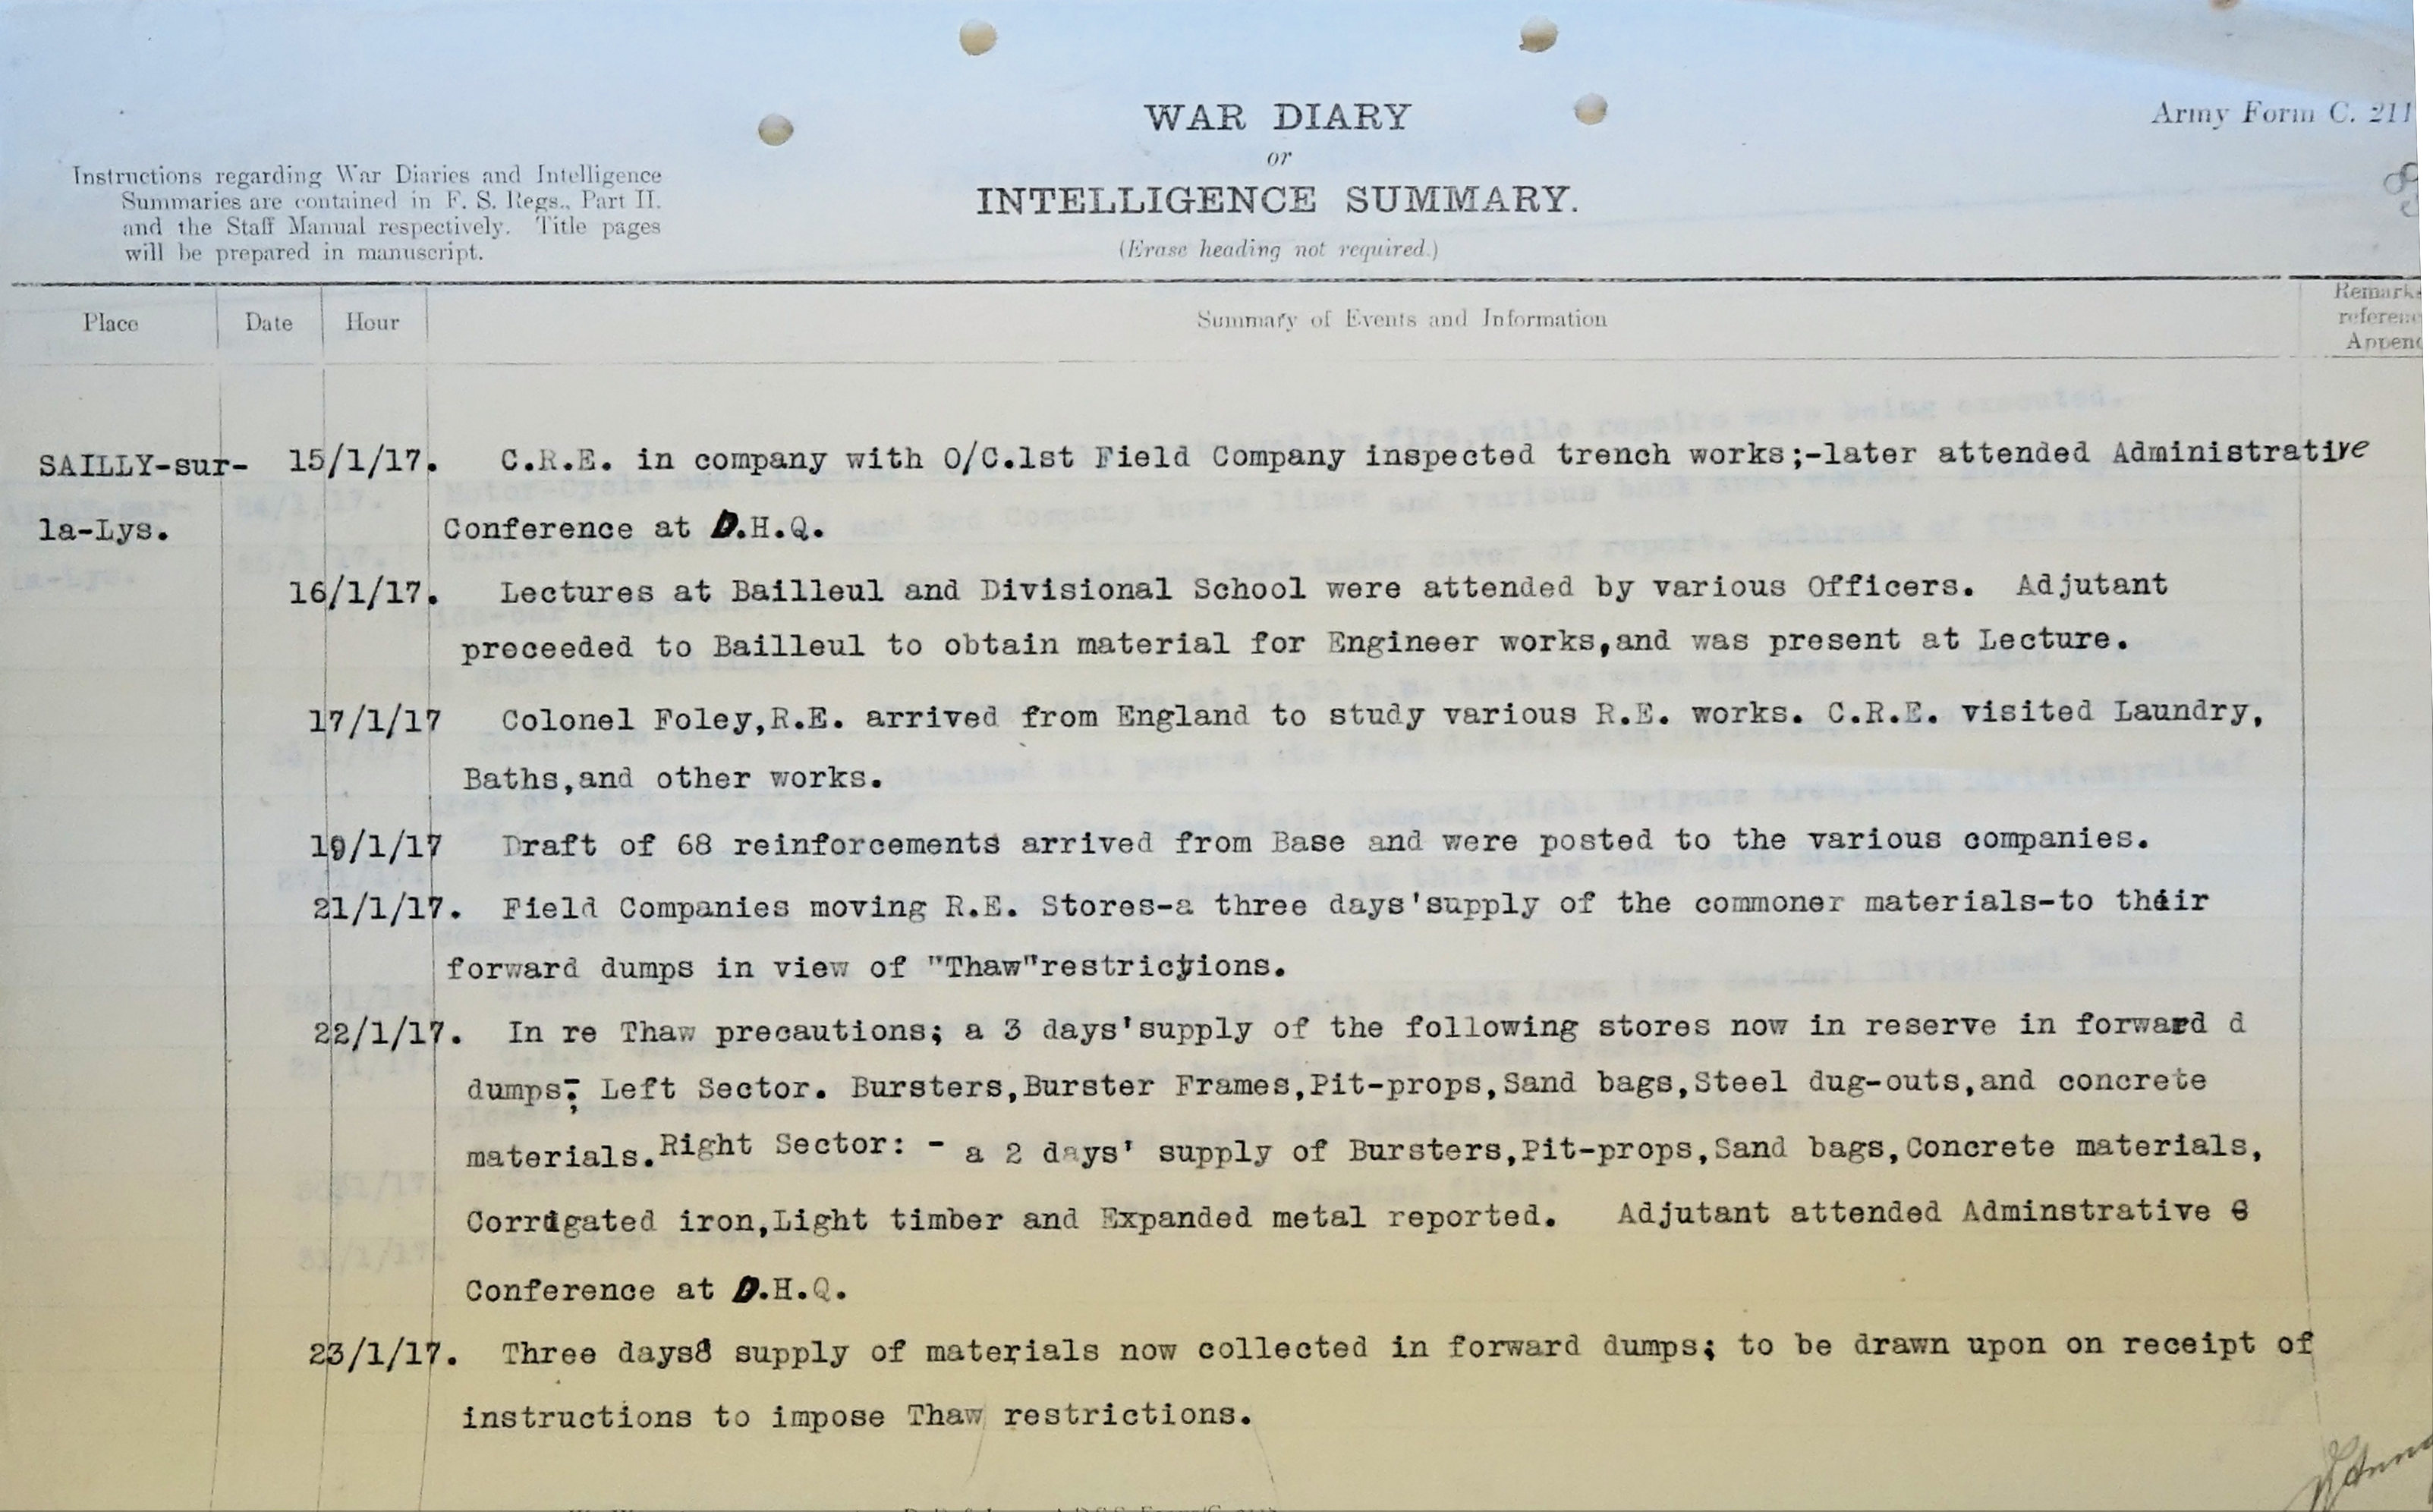 WAR DIARY
Army Form C. 211
or
Instructions regarding War Diaries and Intelligence
Summaries are contained in F. S. Regs., Part II.
and the Staff Manual respectively. Title pages
will be prepared in manuscript.
INTELLIGENCE SUMMARY.
(Erase heading not required.)
Place Date Hour Summary of Events and Information
Remarks
SAILLY-sur- 15/1/17. C.R.E. in company with O/C.1st Field Company inspected trench works;-later attended Administrative
la-Lys. Conference at D.H.Q.
16/1/17. Lectures at Bailleul and Divisional School were attended by various Officers. Adjutant
preceeded to Bailleul to obtain material for Engineer works,and was present at Lecture.
17/1/17 Colonel Foley,R.E. arrived from England to study various R.E. works. C.R.E. visited Laundry,
Baths,and other works.
19/1/17 Draft of 68 reinforcements arrived from Base and were posted to the various companies.
21/1/17. Field Companies moving R.E. Stores-a three days'supply of the commoner materials-to their
forward dumps in view of "Thaw"restrictions.
22/1/17. In re Thaw precautions; a 3 days'supply of the following stores now in reserve in forward d
dumps; Left Sector. Bursters,Burster Frames,Pit-props,Sand bags,Steel dug-outs,and concrete
materials.Right Sector: - a 2 days' supply of Bursters,Pit-props,Sand bags,Concrete materials,
Corrugated iron,Light timber and Expanded metal reported. Adjutant attended Adminstrative
Conference at D.H.Q.
23/1/17. Three days8 supply of materials now collected in forward dumps; to be drawn upon on receipt of
instructions to impose Thaw restrictions.